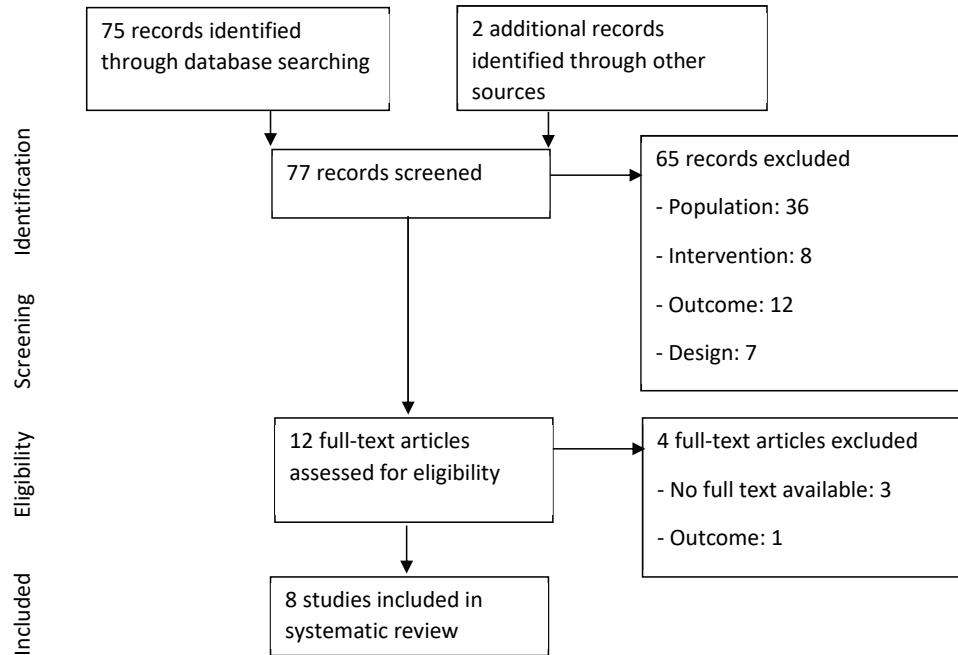 75 records identified
through database searching
2 additional records
identified through other
sources
Identification
77 records screened
65 records excluded
- Population: 36
- Intervention: 8
- Outcome: 12
- Design: 7
Screening
Eligibility
12 full-text articles
assessed for eligibility
4 full-text articles excluded
- No full text available: 3
- Outcome: 1
Included
8 studies included in
systematic review